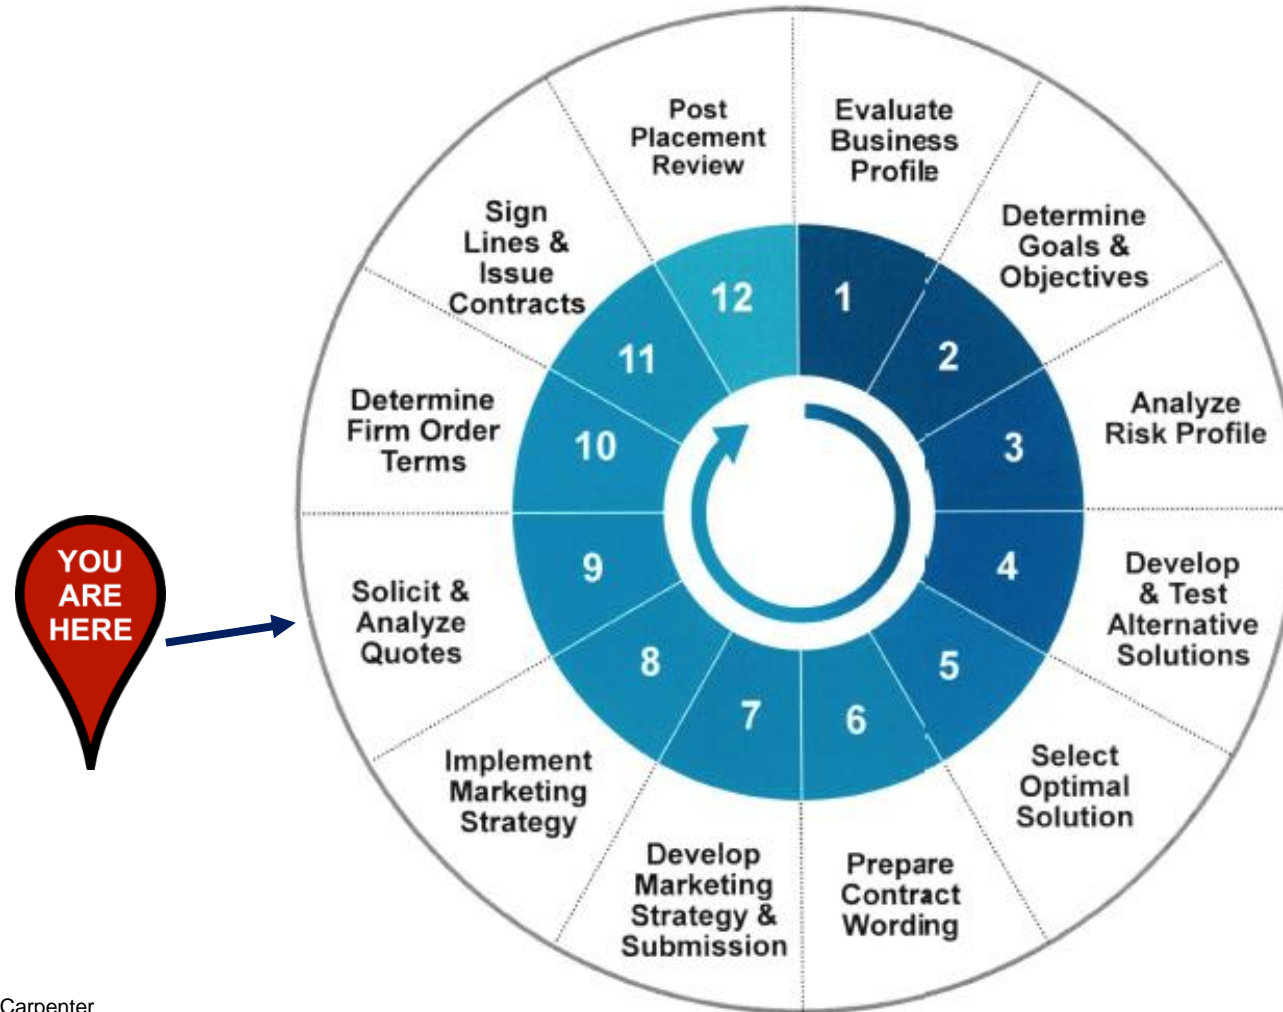 Post
Placement
Review
Evaluate
Business
Profile
Sign
Lines &
Issue
Contracts
Determine
Goals &
Objectives
12
1
11
2
Determine
Firm Order
Terms
10
3
Analyze
Risk Profile
YOU
ARE
HERE
Solicit &
Analyze
Quotes
9
4
Develop
& Test
Alternative
Solutions
8
5
7
6
Implement
Marketing
Strategy
Select
Optimal
Solution
Develop
Marketing
Strategy &
Submission
Prepare
Contract
Wording
Carpenter